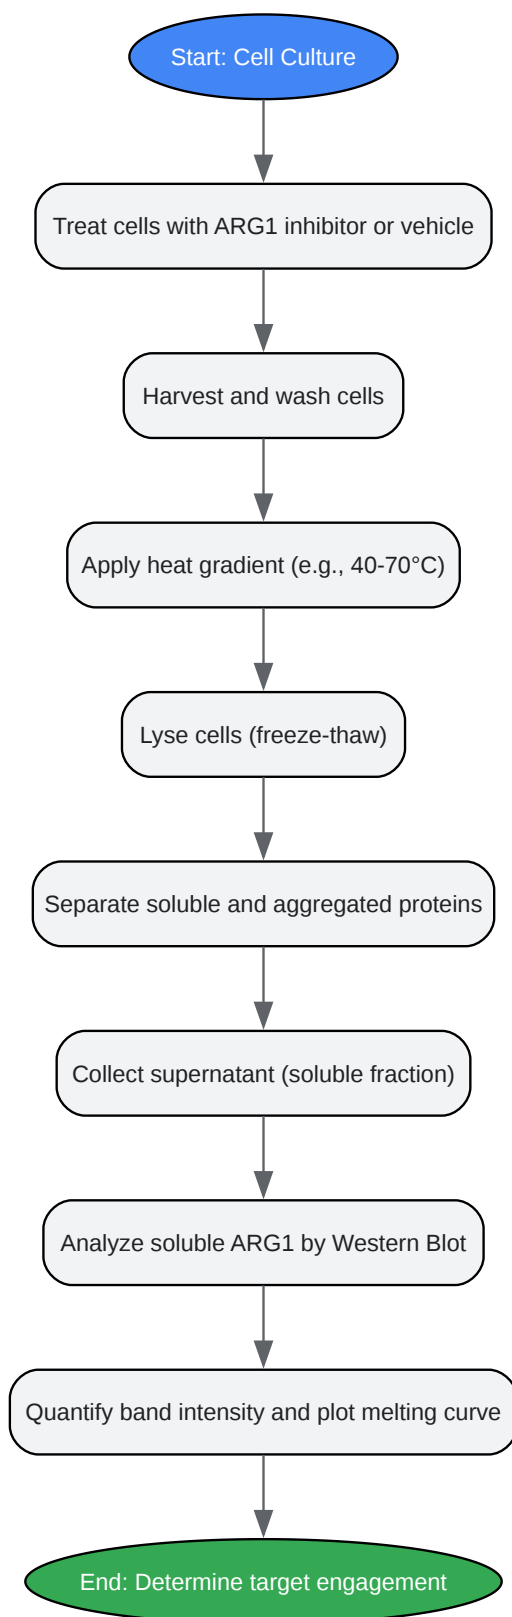 Start: Cell Culture
Treat cells with ARG1 inhibitor or vehicle
Harvest and wash cells
Apply heat gradient (e.g., 40-70°C)
Lyse cells (freeze-thaw)
Separate soluble and aggregated proteins
Collect supernatant (soluble fraction)
Analyze soluble ARG1 by Western Blot
Quantify band intensity and plot melting curve
End: Determine target engagement